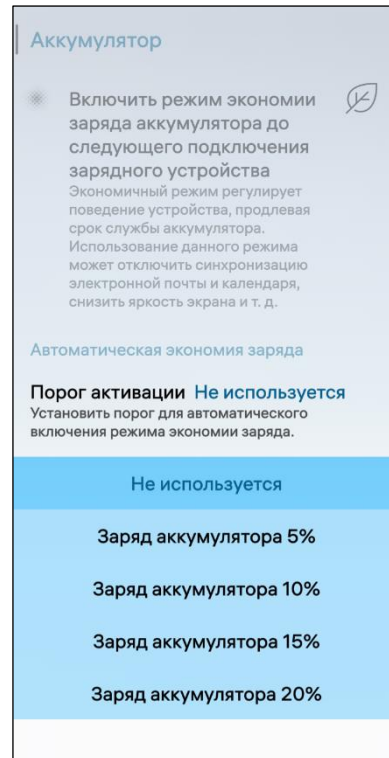 Аккумулятор
Включить режим экономии
заряда аккумулятора до
следующего подключения
зарядного устройства
Экономичный режим регулирует
поведение устройства, продлевая
срок службы аккумулятора.
Использование данного режима
может отключить синхронизацию
электронной почты и календаря,
снизить яркость экрана и т. д.
Автоматическая экономия заряда
Порог активации Не используется
Установить порог для автоматического
включения режима экономии заряда.
Не используется
Заряд аккумулятора 5%
Заряд аккумулятора 10%
Заряд аккумулятора 15%
Заряд аккумулятора 20%